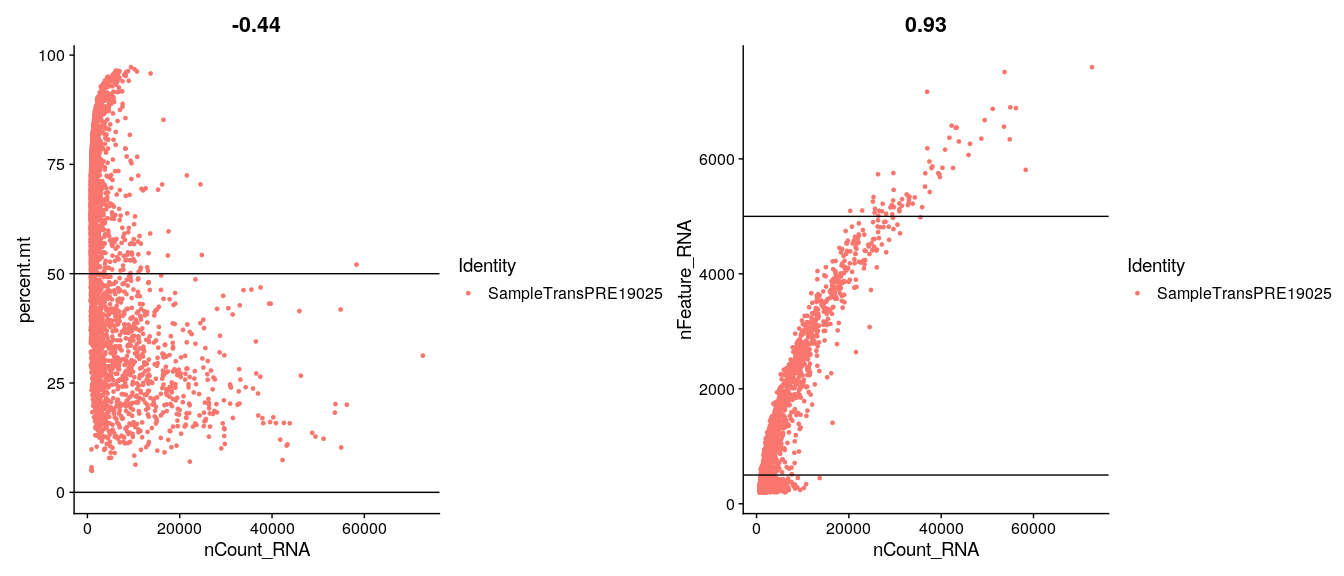 -0.44
percent.mt
100
75
50
25
0
0 20000 40000 60000
nCount_RNA
Identity
SampleTransPRE19025
0.93
nFeature_RNA
6000
4000
2000
0
0 20000 40000 60000
nCount_RNA
Identity
SampleTransPRE19025